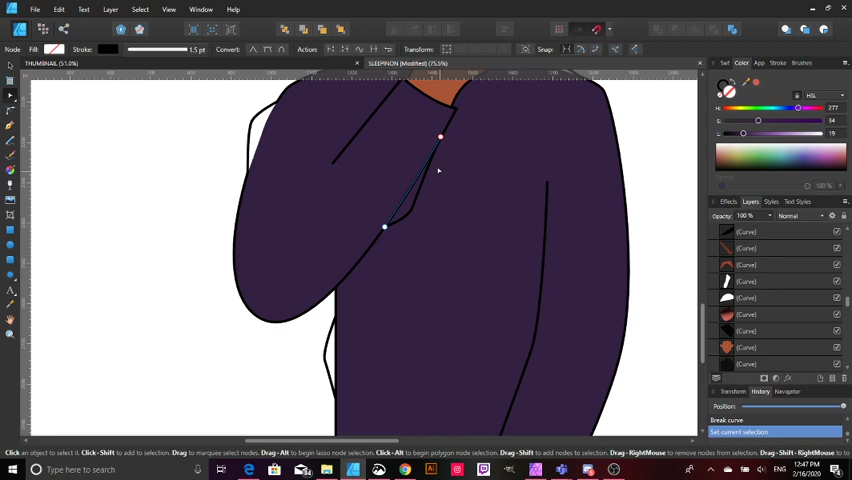 File Edit Text Layer Select View Window Help
Node Fill: Stroke: 1.5 pt Convert: Action: Transform: Snap:
THUMBNAIL (51.0%) × SLEEPINON (Modified) (75.5%) ×
Swt Color App Stroke Brushes
HSL
H: 277
S: 34
L: 19
Opacity 100 %
Effects Layers Styles Text Styles
Opacity: 100 % Normal
(Curve)
(Curve)
(Curve)
(Curve)
(Curve)
(Curve)
(Curve)
(Curve)
(Curve)
Transform History Navigator
Position:
Break curve
Set current selection
Click an object to select it. Click+Shift to add to selection. Drag to marquee select nodes. Drag+Alt to begin lasso node selection. Click+Alt to begin polygon node selection. Drag+Shift to add nodes to selection. Drag+RightMouse to remove nodes from selection. Drag+Shift+RightMouse to
Type here to search
ENG 12:47 PM
2/16/2020